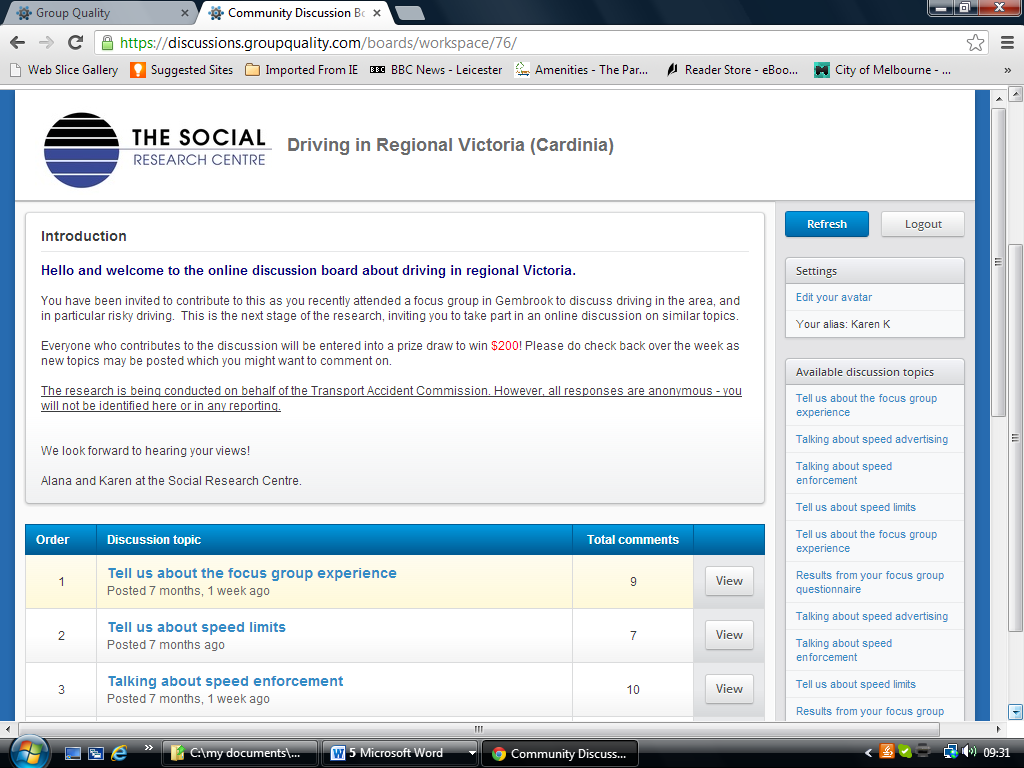 Group Quality
Community Discussion Bo
https://discussions.groupquality.com/boards/workspace/76/
Web Slice Gallery
Suggested Sites
Imported From IE
BBC BBC News - Leicester
Amenities - The Par...
Reader Store - eBoo...
City of Melbourne - ...
»
THE SOCIAL
RESEARCH CENTRE
Driving in Regional Victoria (Cardinia)
Introduction
Hello and welcome to the online discussion board about driving in regional Victoria.
You have been invited to contribute to this as you recently attended a focus group in Gembrook to discuss driving in the area, and
in particular risky driving.  This is the next stage of the research, inviting you to take part in an online discussion on similar topics.
Everyone who contributes to the discussion will be entered into a prize draw to win $200! Please do check back over the week as
new topics may be posted which you might want to comment on.
The research is being conducted on behalf of the Transport Accident Commission. However, all responses are anonymous - you
will not be identified here or in any reporting.
We look forward to hearing your views!
Alana and Karen at the Social Research Centre.
Order Discussion topic Total comments
1 Tell us about the focus group experience 9 View
Posted 7 months, 1 week ago
2 Tell us about speed limits 7 View
Posted 7 months ago
3 Talking about speed enforcement 10 View
Posted 7 months, 1 week ago
Refresh Logout
Settings
Edit your avatar
Your alias: Karen K
Available discussion topics
Tell us about the focus group
experience
Talking about speed advertising
Talking about speed
enforcement
Tell us about speed limits
Tell us about the focus group
experience
Results from your focus group
questionnaire
Talking about speed advertising
Talking about speed
enforcement
Tell us about speed limits
Results from your focus group
» C:\my documents\... 5 Microsoft Word Community Discuss... 09:31